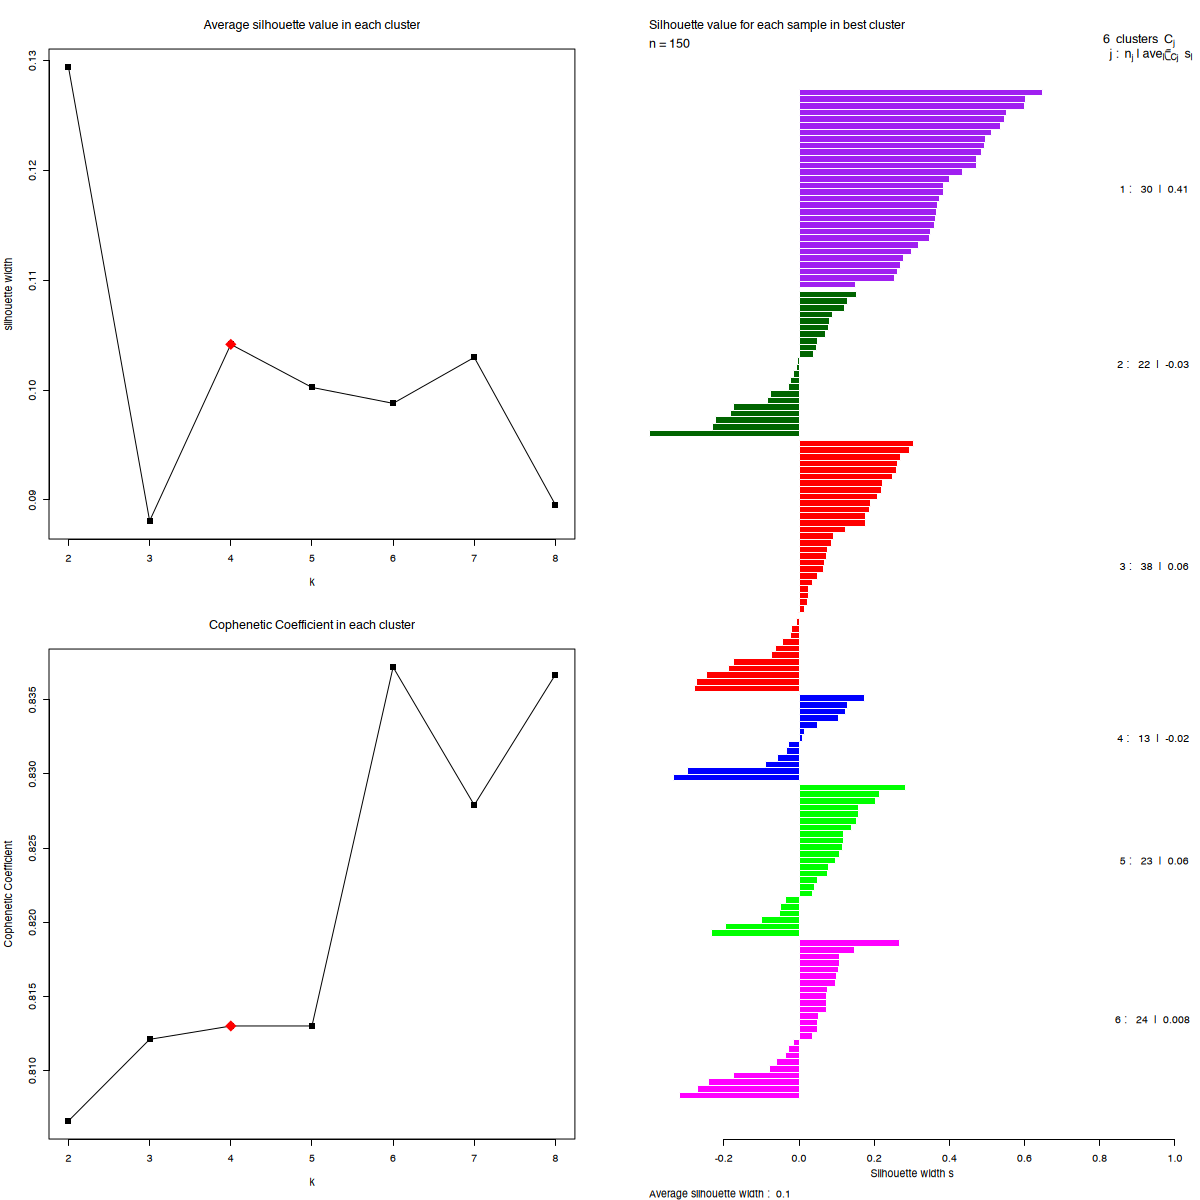 Average silhouette value in each cluster
silhouette width
0.13
0.12
0.11
0.10
0.09
2 3 4 5 6 7 8
k
Cophenetic Coefficient in each cluster
Cophenetic Coefficient
0.835
0.830
0.825
0.820
0.815
0.810
2 3 4 5 6 7 8
k
Silhouette value for each sample in best cluster
n = 150
6 clusters Cj
j : nj | avei∈Cj si
1 : 30 | 0.41
2 : 22 | -0.03
3 : 38 | 0.06
4 : 13 | -0.02
5 : 23 | 0.06
6 : 24 | 0.008
-0.2 0.0 0.2 0.4 0.6 0.8 1.0
Silhouette width s
Average silhouette width : 0.1